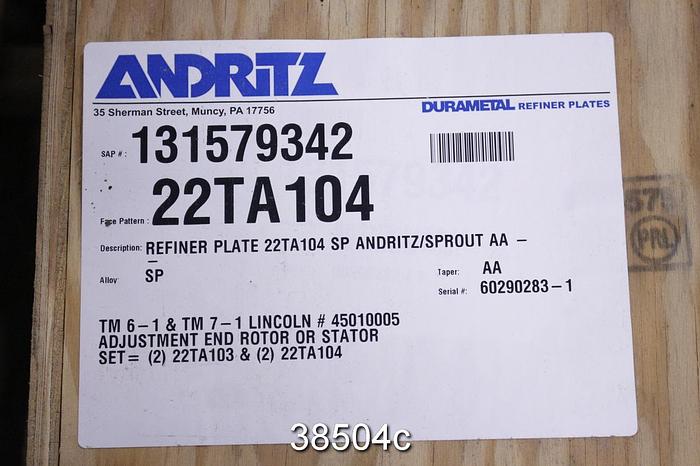 ANDRITZ
35 Sherman Street, Muncy, PA 17756
DURAMETAL REFINER PLATES
SAP # : 131579342
Face Pattern : 22TA104
Description: REFINER PLATE 22TA104 SP ANDRITZ/SPROUT AA -
-
Alloy: SP
Taper: AA
Serial #: 60290283-1
TM 6-1 & TM 7-1 LINCOLN # 45010005
ADJUSTMENT END ROTOR OR STATOR
SET= (2) 22TA103 & (2) 22TA104
PRL
38504c